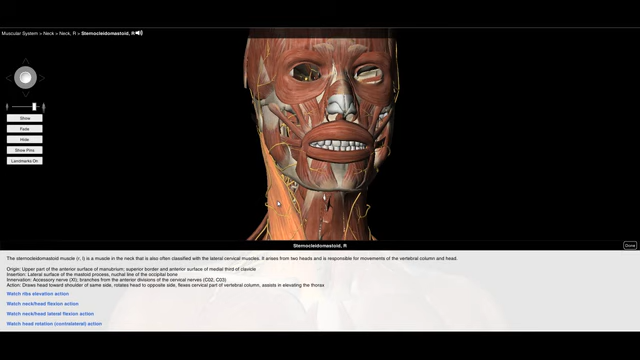 Muscular System > Neck > Neck, R > Sternocleidomastoid, R
Show
Fade
Hide
Show Pins
Landmarks On
Sternocleidomastoid, R
Done
The sternocleidomastoid muscle (r, l) is a muscle in the neck that is also often classified with the lateral cervical muscles. It arises from two heads and is responsible for movements of the vertebral column and head.
Origin: Upper part of the anterior surface of manubrium; superior border and anterior surface of medial third of clavicle
Insertion: Lateral surface of the mastoid process, nuchal line of the occipital bone
Innervation: Accessory nerve (XI); branches from the anterior divisions of the cervical nerves (C02, C03)
Action: Draws head toward shoulder of same side, rotates head to opposite side, flexes cervical part of vertebral column, assists in elevating the thorax
Watch ribs elevation action
Watch neck/head flexion action
Watch neck/head lateral flexion action
Watch head rotation (contralateral) action